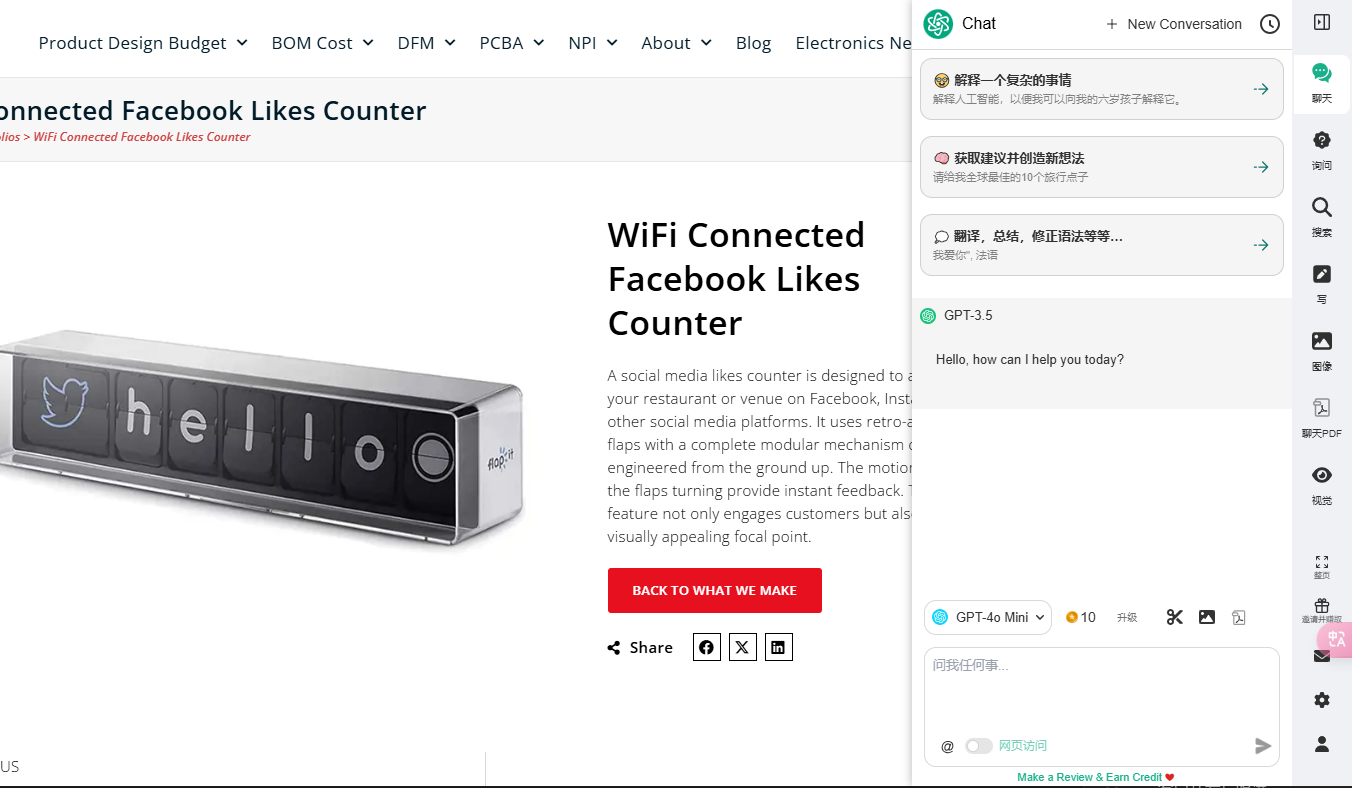 Product Design Budget
BOM Cost
DFM
PCBA
NPI
About
Blog
Electronics Ne
onnected Facebook Likes Counter
olios > WiFi Connected Facebook Likes Counter
hello
flapit
WiFi Connected
Facebook Likes
Counter
A social media likes counter is designed to a
your restaurant or venue on Facebook, Insta
other social media platforms. It uses retro-a
flaps with a complete modular mechanism
engineered from the ground up. The motion
the flaps turning provide instant feedback. T
feature not only engages customers but also
visually appealing focal point.
BACK TO WHAT WE MAKE
Share
US
Chat
+ New Conversation
🤓 解释一个复杂的事情
解释人工智能，以便我可以向我的六岁孩子解释它。
🧠 获取建议并创造新想法
请给我全球最佳的10个旅行点子
💭 翻译，总结，修正语法等等...
我爱你", 法语
GPT-3.5
Hello, how can I help you today?
GPT-4o Mini
10
升级
问我任何事...
@
网页访问
Make a Review & Earn Credit
聊天
询问
搜索
写
图像
聊天PDF
视觉
整页
邀请并赚取
中
A